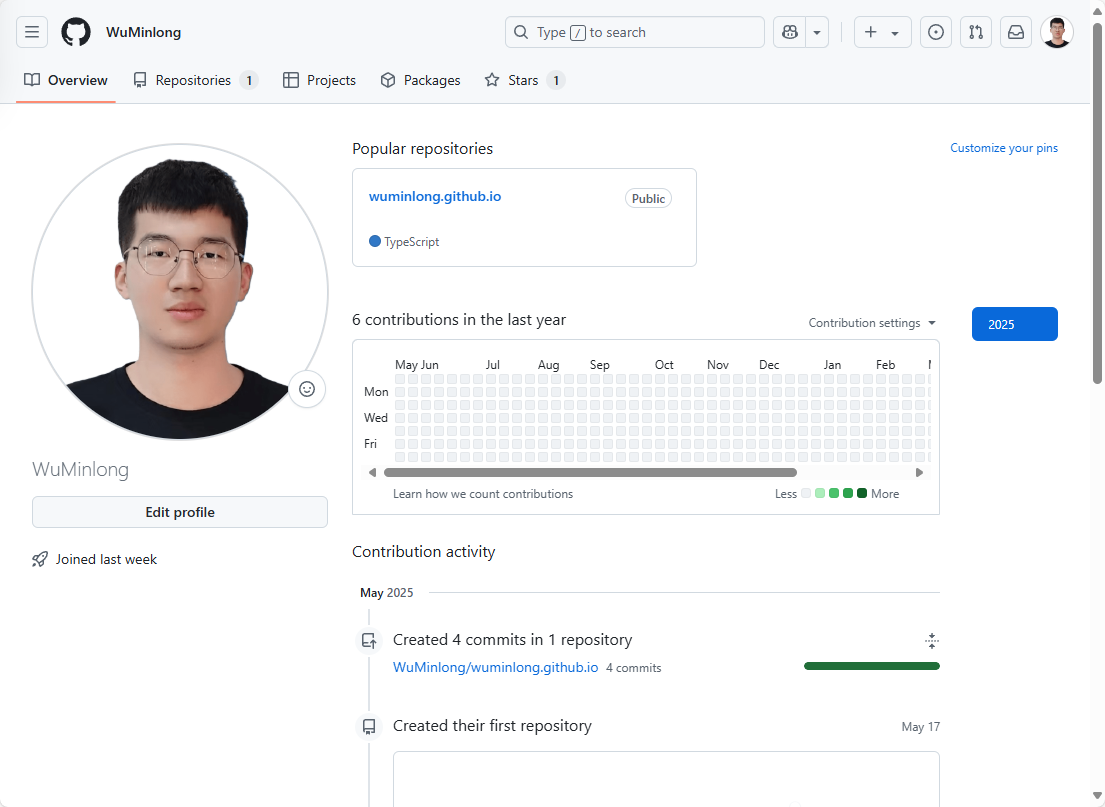 WuMinlong
Type / to search
Overview
Repositories 1
Projects
Packages
Stars 1
Popular repositories
Customize your pins
wuminlong.github.io
Public
TypeScript
6 contributions in the last year
Contribution settings
2025
May Jun Jul Aug Sep Oct Nov Dec Jan Feb
Mon
Wed
Fri
Learn how we count contributions
Less
More
WuMinlong
Edit profile
Joined last week
Contribution activity
May 2025
Created 4 commits in 1 repository
WuMinlong/wuminlong.github.io 4 commits
Created their first repository
May 17